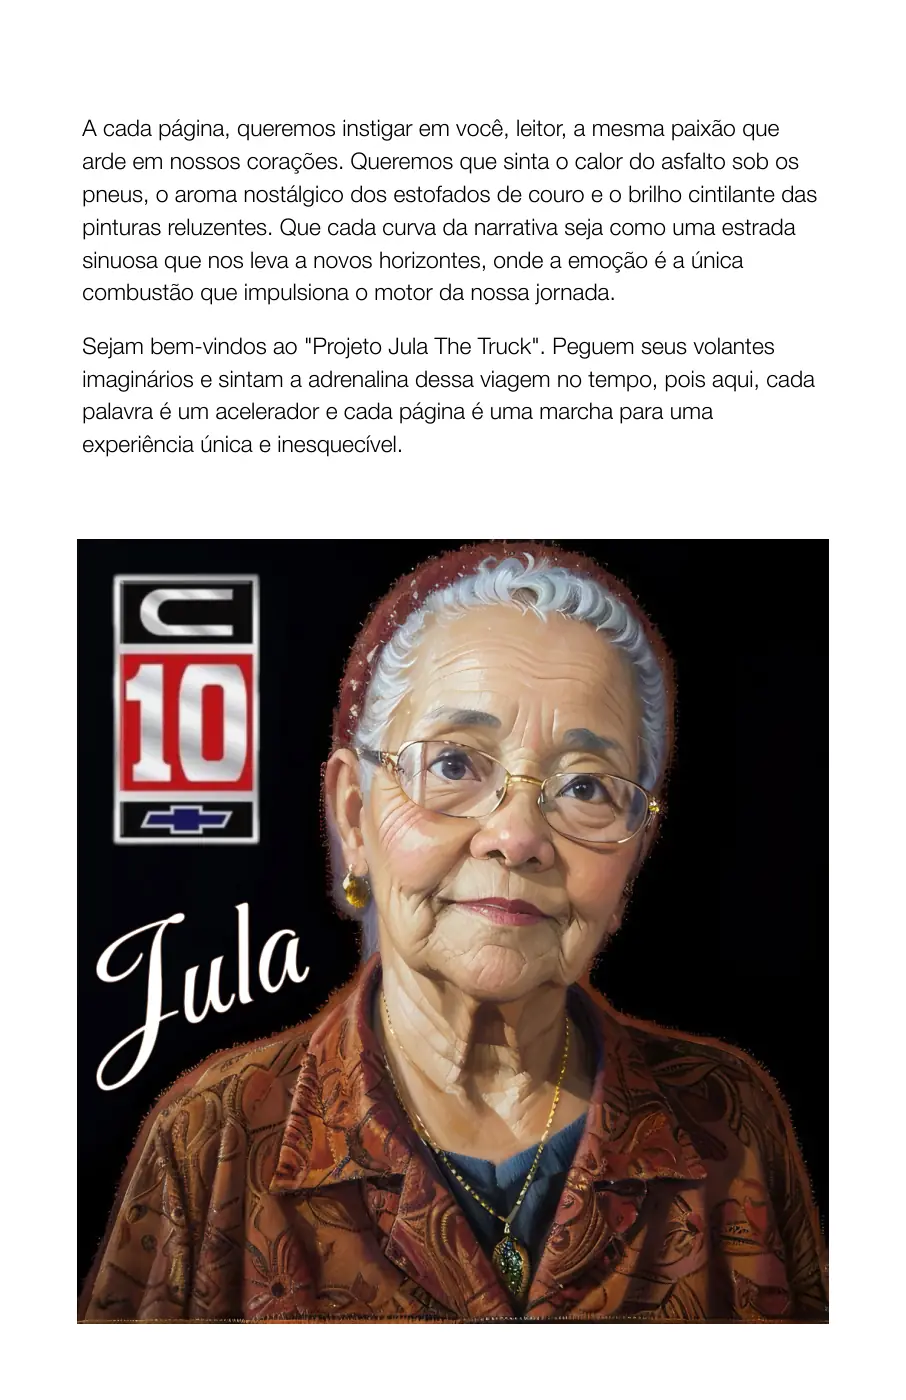 A cada página, queremos instigar em você, leitor, a mesma paixão que
arde em nossos corações. Queremos que sinta o calor do asfalto sob os
pneus, o aroma nostálgico dos estofados de couro e o brilho cintilante das
pinturas reluzentes. Que cada curva da narrativa seja como uma estrada
sinuosa que nos leva a novos horizontes, onde a emoção é a única
combustão que impulsiona o motor da nossa jornada.
Sejam bem-vindos ao "Projeto Jula The Truck". Peguem seus volantes
imaginários e sintam a adrenalina dessa viagem no tempo, pois aqui, cada
palavra é um acelerador e cada página é uma marcha para uma
experiência única e inesquecível.
C
10
Jula